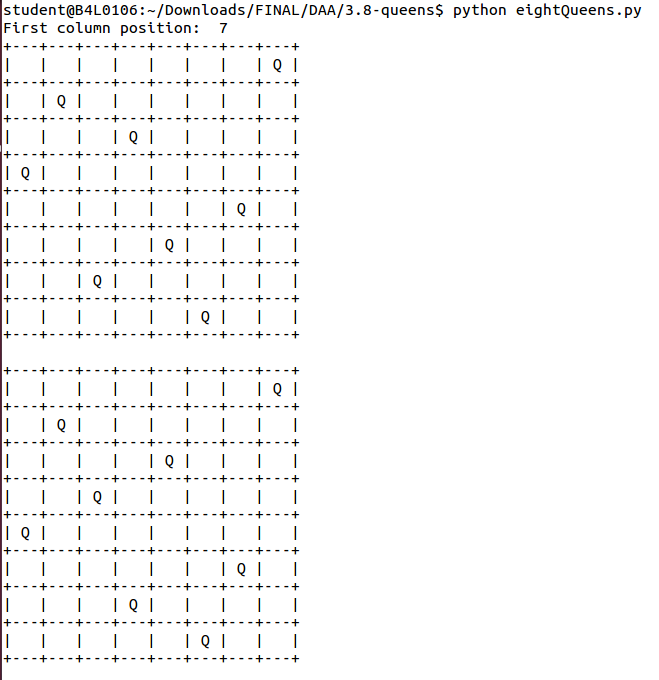 student@B4L0106:~/Downloads/FINAL/DAA/3.8-queens$ python eightQueens.py
First column position:  7
+---+---+---+---+---+---+---+---+
|   |   |   |   |   |   |   | Q |
+---+---+---+---+---+---+---+---+
|   | Q |   |   |   |   |   |   |
+---+---+---+---+---+---+---+---+
|   |   |   | Q |   |   |   |   |
+---+---+---+---+---+---+---+---+
| Q |   |   |   |   |   |   |   |
+---+---+---+---+---+---+---+---+
|   |   |   |   |   |   | Q |   |
+---+---+---+---+---+---+---+---+
|   |   |   |   | Q |   |   |   |
+---+---+---+---+---+---+---+---+
|   |   | Q |   |   |   |   |   |
+---+---+---+---+---+---+---+---+
|   |   |   |   |   | Q |   |   |
+---+---+---+---+---+---+---+---+

+---+---+---+---+---+---+---+---+
|   |   |   |   |   |   |   | Q |
+---+---+---+---+---+---+---+---+
|   | Q |   |   |   |   |   |   |
+---+---+---+---+---+---+---+---+
|   |   |   |   | Q |   |   |   |
+---+---+---+---+---+---+---+---+
|   |   | Q |   |   |   |   |   |
+---+---+---+---+---+---+---+---+
| Q |   |   |   |   |   |   |   |
+---+---+---+---+---+---+---+---+
|   |   |   |   |   |   | Q |   |
+---+---+---+---+---+---+---+---+
|   |   |   | Q |   |   |   |   |
+---+---+---+---+---+---+---+---+
|   |   |   |   |   | Q |   |   |
+---+---+---+---+---+---+---+---+